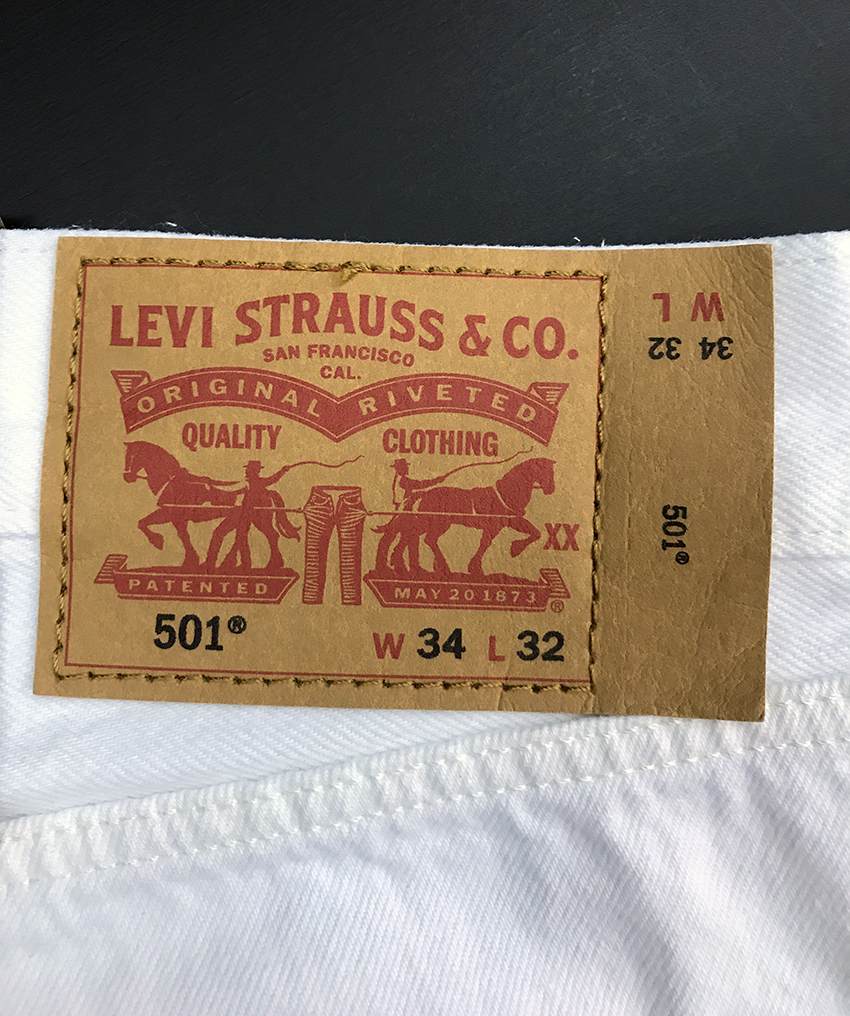 LEVI STRAUSS & CO.
SAN FRANCISCO
CAL.
ORIGINAL RIVETED
QUALITY CLOTHING
XX
PATENTED MAY 20 1873 ®
501® W 34 L 32
W L
34 32
501®